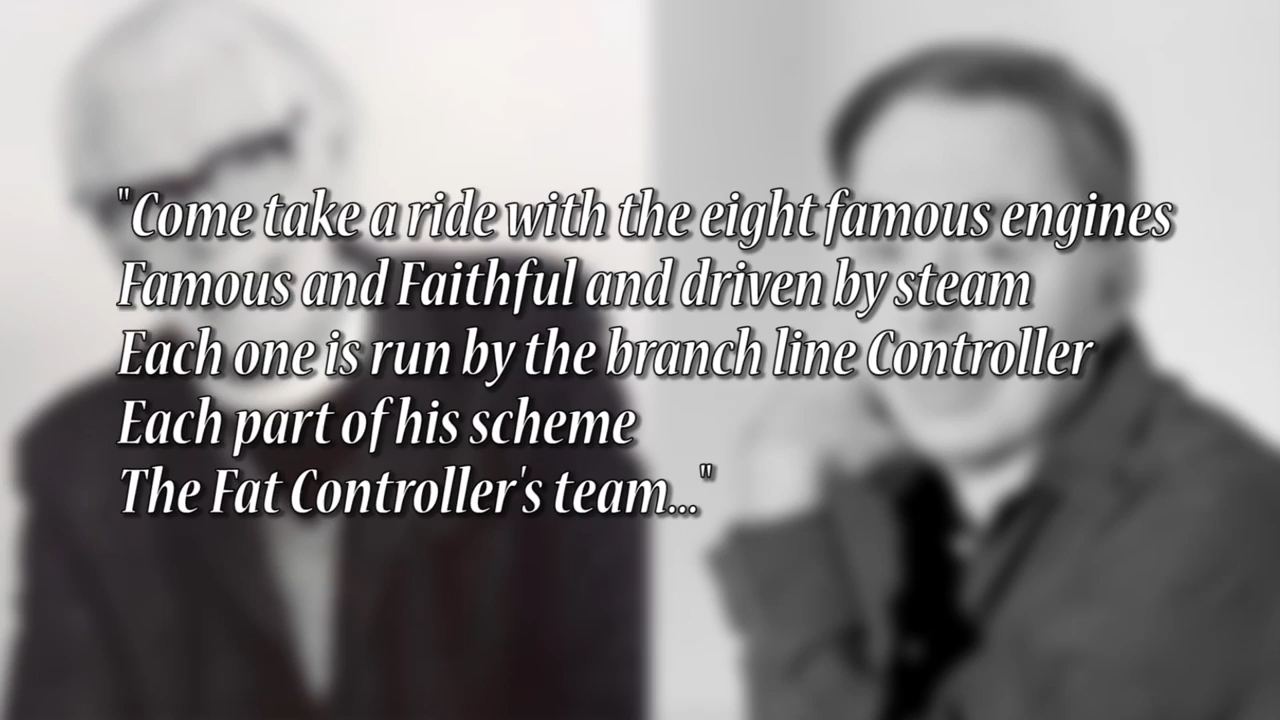 "Come take a ride with the eight famous engines
Famous and Faithful and driven by steam
Each one is run by the branch line Controller
Each part of his scheme
The Fat Controller's team..."